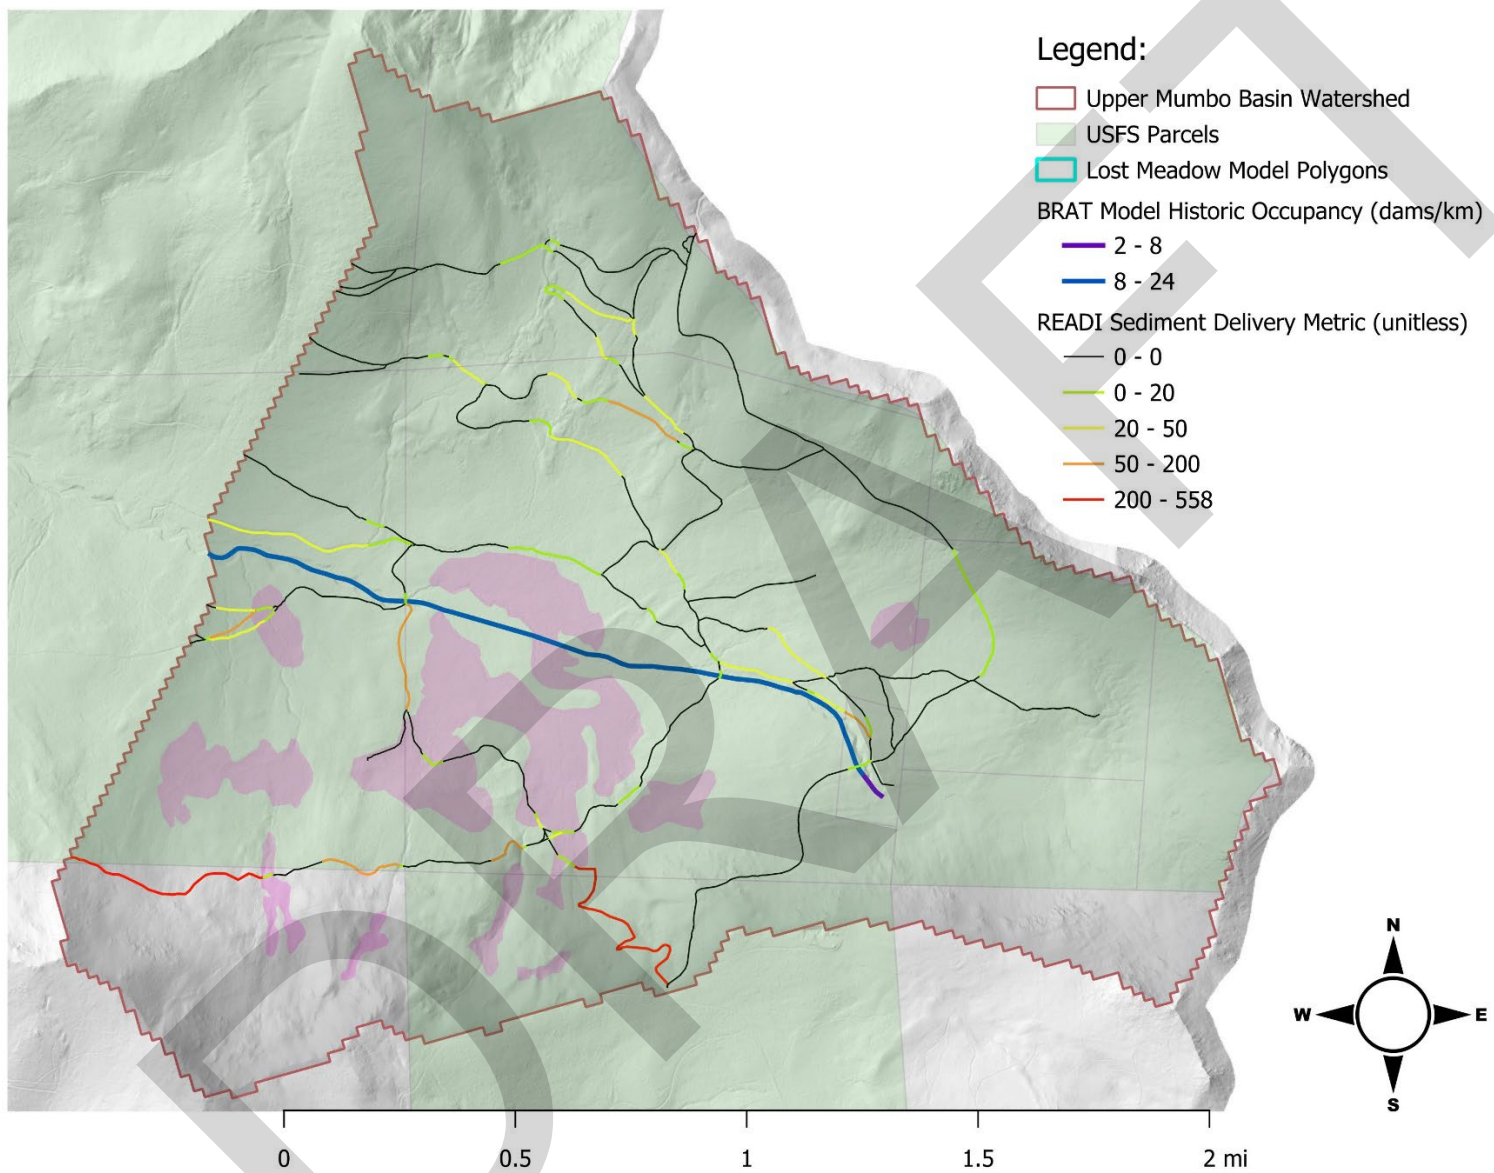 Legend:
Upper Mumbo Basin Watershed
USFS Parcels
Lost Meadow Model Polygons
BRAT Model Historic Occupancy (dams/km)
2 - 8
8 - 24
READI Sediment Delivery Metric (unitless)
0 - 0
0 - 20
20 - 50
50 - 200
200 - 558
DRAFT
N
W E
S
0 0.5 1 1.5 2 mi